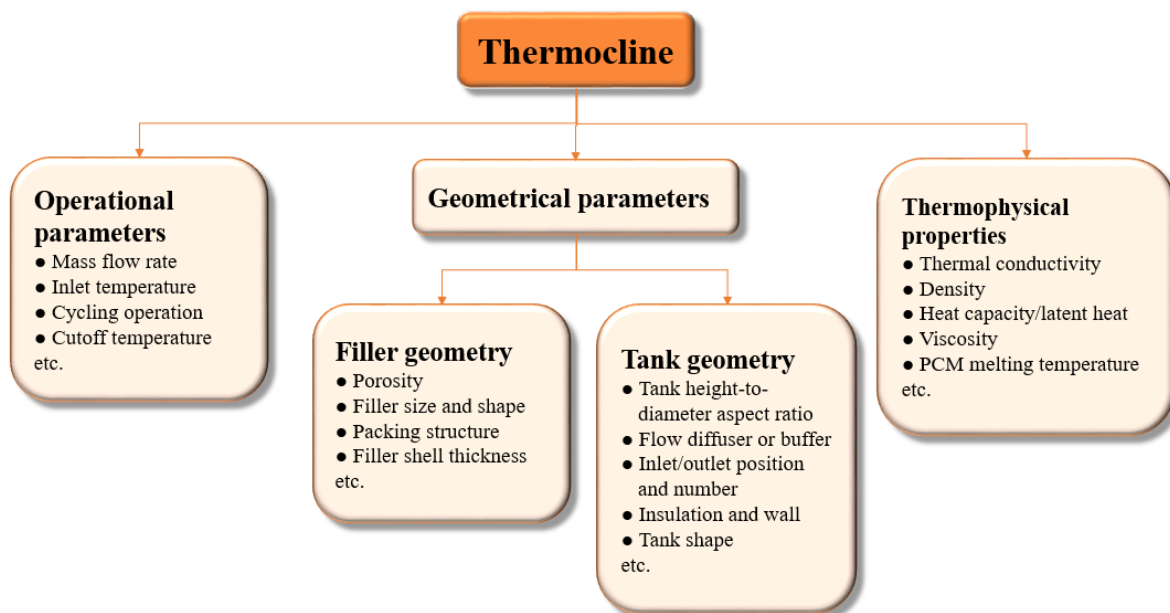 Thermocline
Operational
parameters
● Mass flow rate
● Inlet temperature
● Cycling operation
● Cutoff temperature
etc.
Geometrical parameters
Filler geometry
● Porosity
● Filler size and shape
● Packing structure
● Filler shell thickness
etc.
Tank geometry
● Tank height-to-
diameter aspect ratio
● Flow diffuser or buffer
● Inlet/outlet position
and number
● Insulation and wall
● Tank shape
etc.
Thermophysical
properties
● Thermal conductivity
● Density
● Heat capacity/latent heat
● Viscosity
● PCM melting temperature
etc.